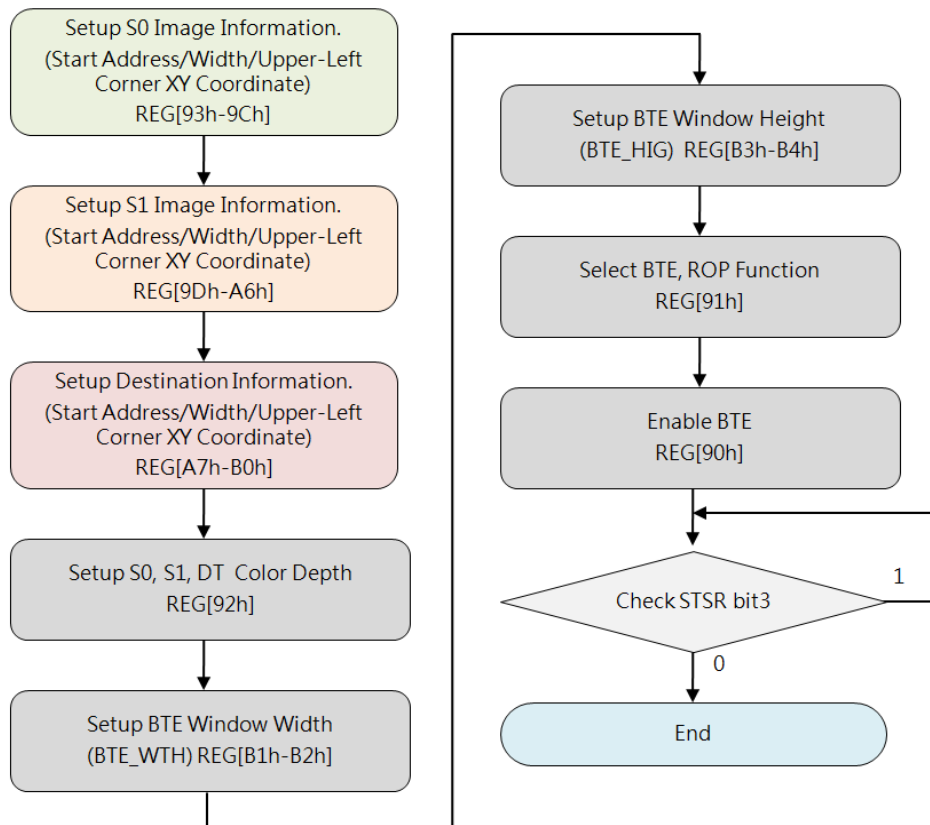 Setup S0 Image Information.
(Start Address/Width/Upper-Left
Corner XY Coordinate)
REG[93h-9Ch]
Setup S1 Image Information.
(Start Address/Width/Upper-Left
Corner XY Coordinate)
REG[9Dh-A6h]
Setup Destination Information.
(Start Address/Width/Upper-Left
Corner XY Coordinate)
REG[A7h-B0h]
Setup S0, S1, DT Color Depth
REG[92h]
Setup BTE Window Width
(BTE_WTH) REG[B1h-B2h]
Setup BTE Window Height
(BTE_HIG) REG[B3h-B4h]
Select BTE, ROP Function
REG[91h]
Enable BTE
REG[90h]
Check STSR bit3
1
0
End